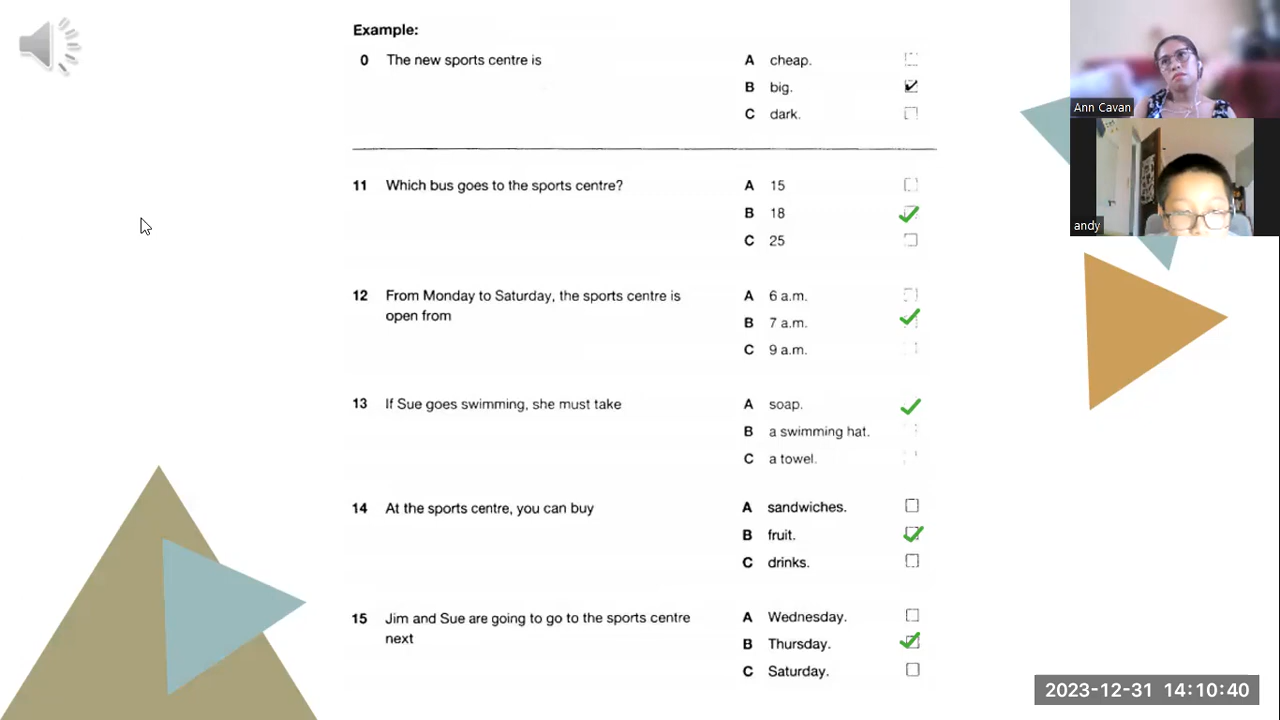 Example:
0 The new sports centre is
A cheap.
B big.
C dark.
11 Which bus goes to the sports centre?
A 15
B 18
C 25
12 From Monday to Saturday, the sports centre is
open from
A 6 a.m.
B 7 a.m.
C 9 a.m.
13 If Sue goes swimming, she must take
A soap.
B a swimming hat.
C a towel.
14 At the sports centre, you can buy
A sandwiches.
B fruit.
C drinks.
15 Jim and Sue are going to go to the sports centre
next
A Wednesday.
B Thursday.
C Saturday.
Ann Cavan
andy
2023-12-31 14:10:40